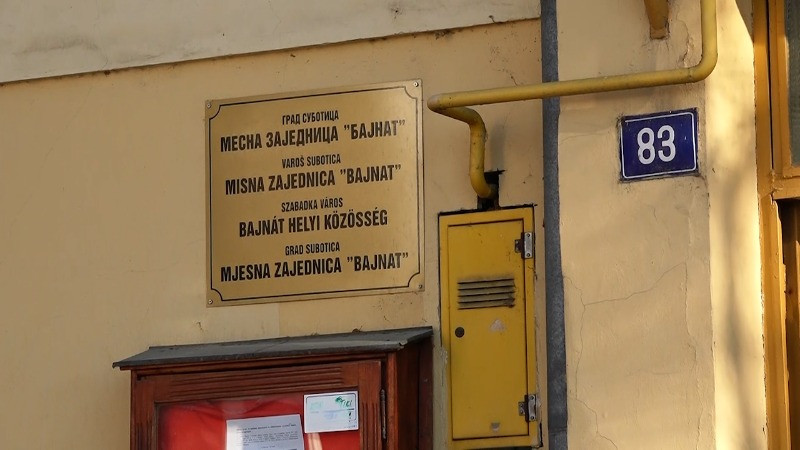 ГРАД СУБОТИЦА
МЕСНА ЗАЈЕДНИЦА "БАЈНАТ"
VAROŠ SUBOTICA
MISNA ZAJEDNICA "BAJNAT"
SZABADKA VÁROS
BAJNÁT HELYI KÖZÖSSÉG
GRAD SUBOTICA
MJESNA ZAJEDNICA "BAJNAT"
83